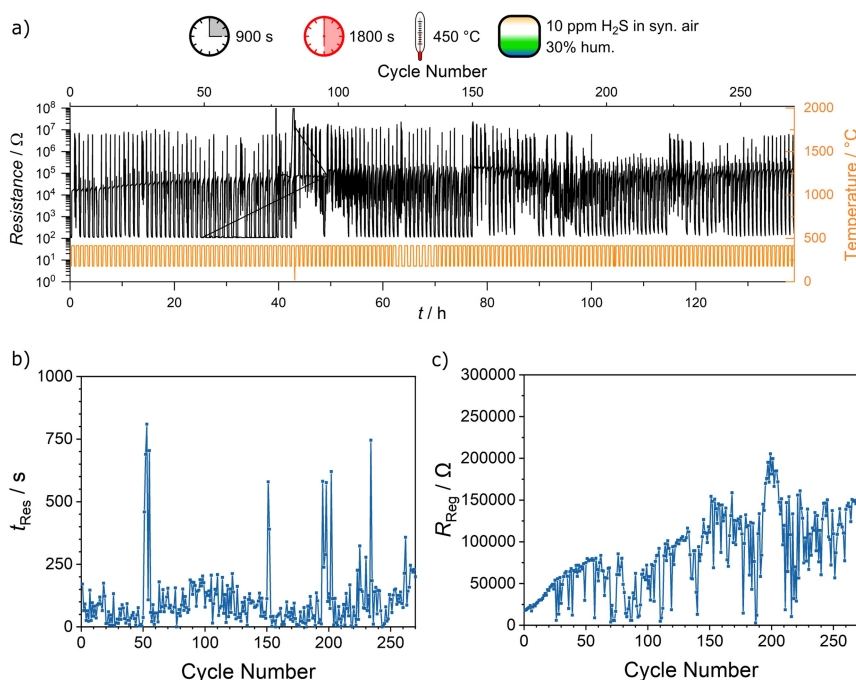 a)
900 s
1800 s
450 °C
10 ppm H₂S in syn. air
30% hum.
Cycle Number
0 50 100 150 200 250
10⁸
10⁷
10⁶
10⁵
10⁴
10³
10²
10¹
10⁰
Resistance / Ω
2000
1500
1000
500
0
Temperature / °C
0 20 40 60 80 100 120
t / h
b)
1000
750
500
250
0
t_Res / s
0 50 100 150 200 250
Cycle Number
c)
300000
250000
200000
150000
100000
50000
0
R_Reg / Ω
0 50 100 150 200 250
Cycle Number